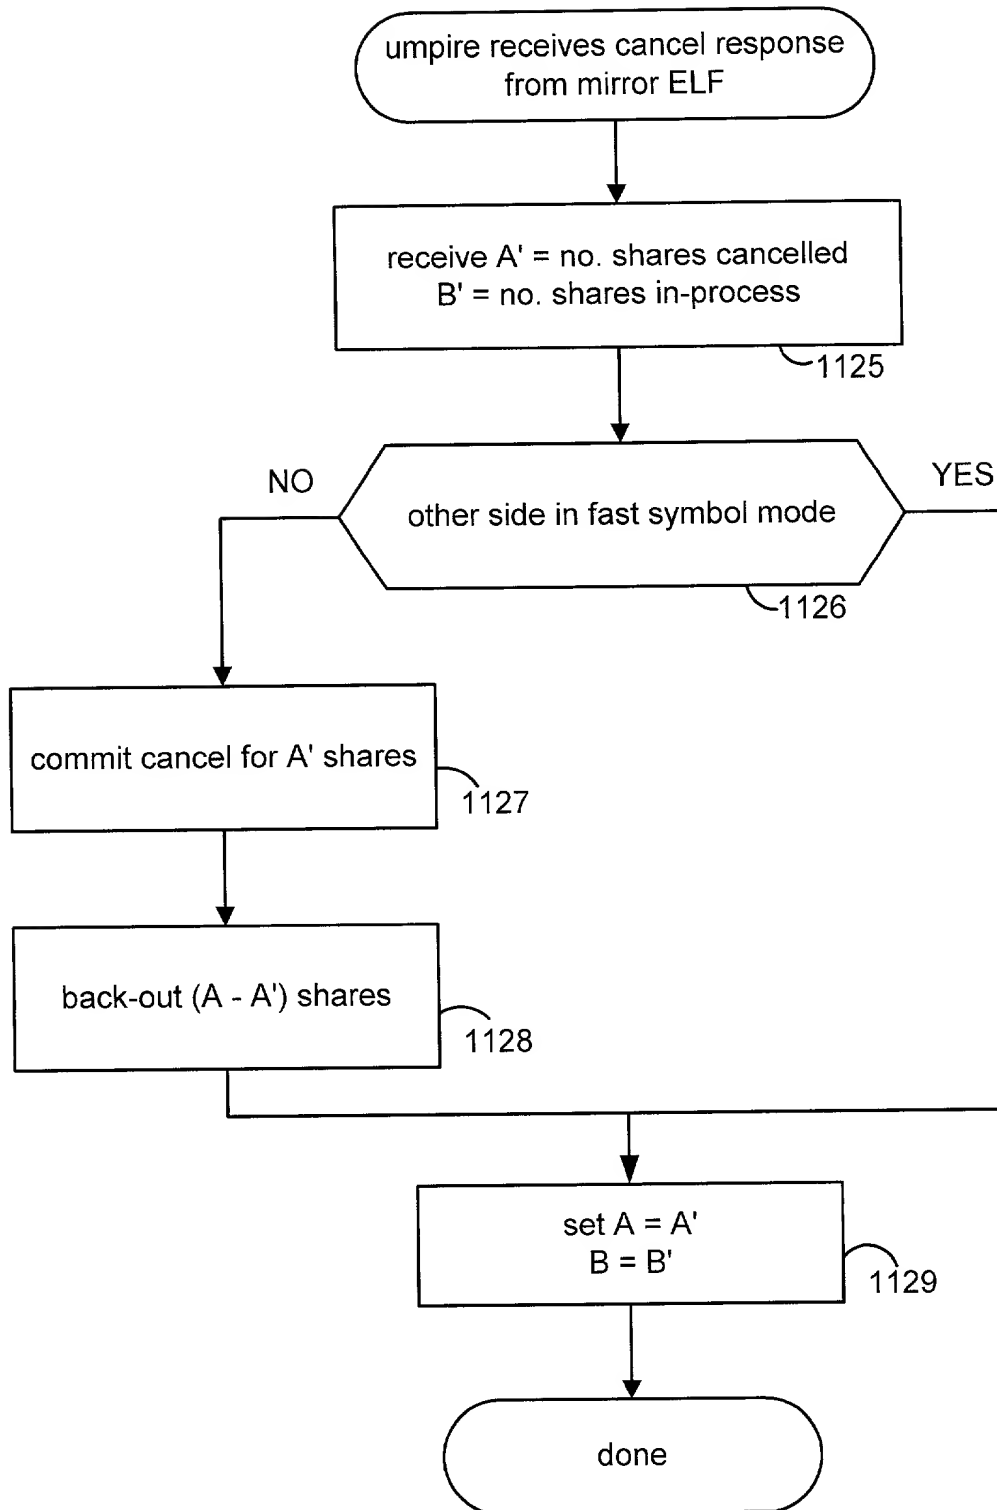 umpire receives cancel response
from mirror ELF
receive A' = no. shares cancelled
B' = no. shares in-process
1125
NO
YES
other side in fast symbol mode
1126
commit cancel for A' shares
1127
back-out (A - A') shares
1128
set A = A'
B = B'
1129
done